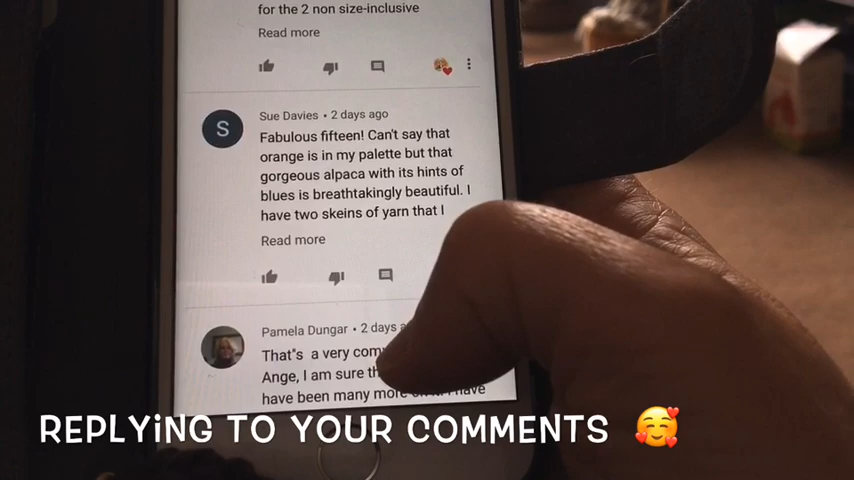 for the 2 non size-inclusive
Read more
Sue Davies • 2 days ago
S
Fabulous fifteen! Can't say that
orange is in my palette but that
gorgeous alpaca with its hints of
blues is breathtakingly beautiful. I
have two skeins of yarn that I
Read more
Pamela Dungar • 2 days
That"s a very
Ange, I am sure
have been many more have
REPLYiNG TO YOUR COMMENTS 🥰